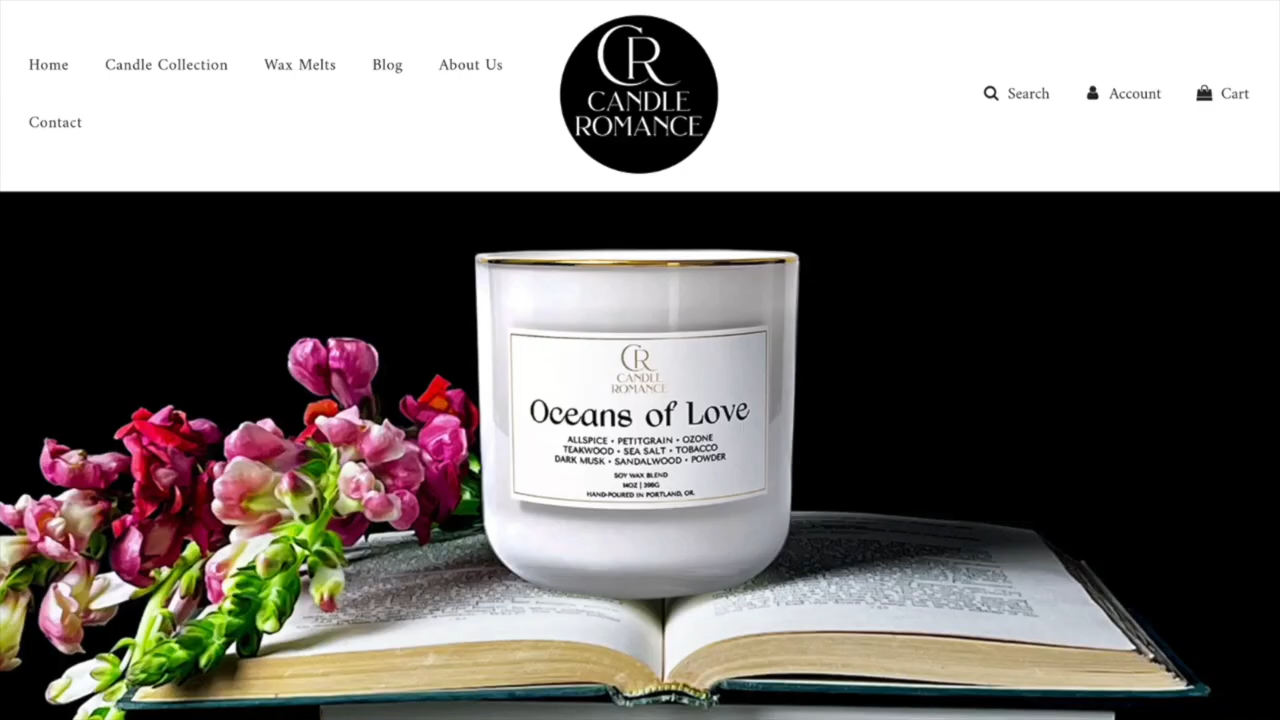 Home
Candle Collection
Wax Melts
Blog
About Us
Contact
CR
CANDLE
ROMANCE
Search
Account
Cart
CR
CANDLE
ROMANCE
Oceans of Love
ALLSPICE • PETITGRAIN • OZONE
TEAKWOOD • SEA SALT • TOBACCO
DARK MUSK • SANDALWOOD • POWDER
SOY WAX BLEND
14OZ | 396G
HAND-POURED IN PORTLAND, OR.